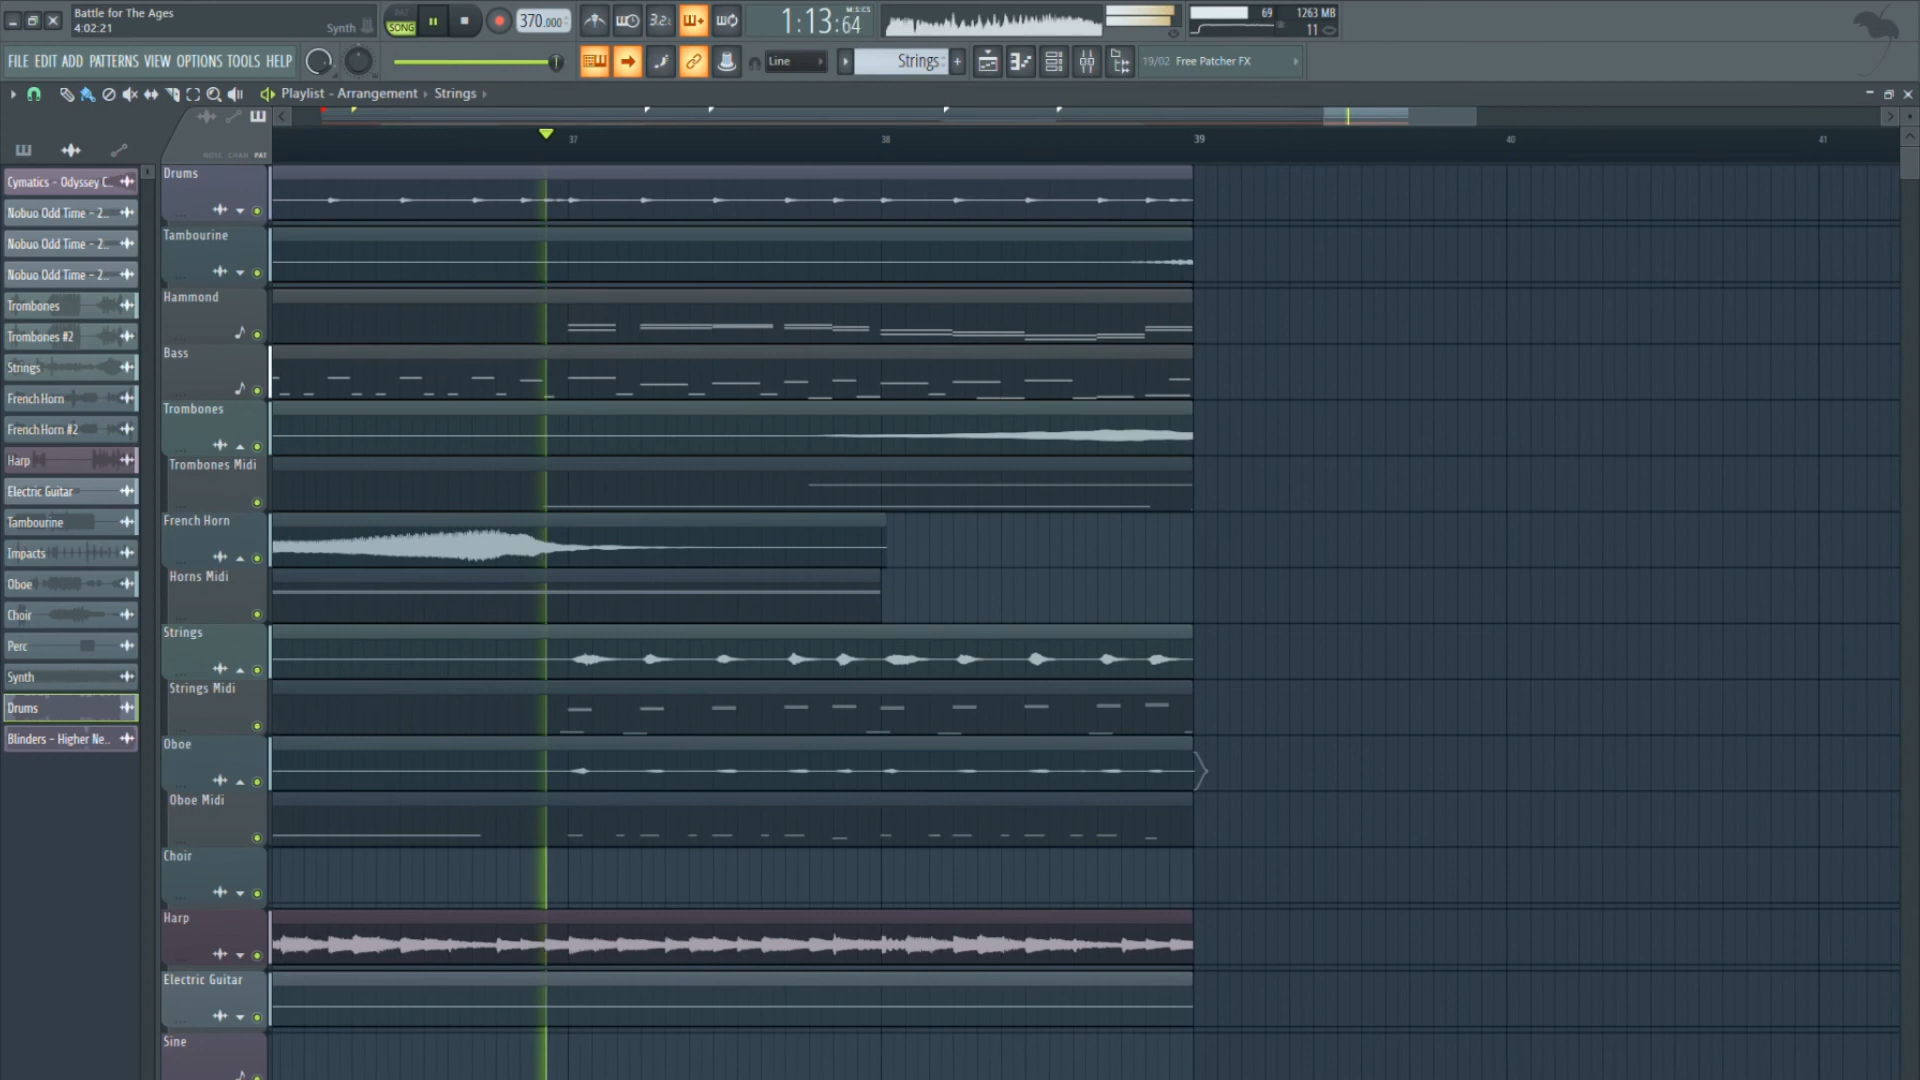 Battle for The Ages
4:02:21
Synth
PAT
SONG
370.000
3.2.1
1:13:64
M:S:CS
69
1263 MB
11
FILE EDIT ADD PATTERNS VIEW OPTIONS TOOLS HELP
Line
Strings
19/02 Free Patcher FX
Playlist - Arrangement › Strings ›
NOTE CHAN PAT
37
38
39
40
41
Cymatics - Odyssey C..
Nobuo Odd Time - 2..
Nobuo Odd Time - 2..
Nobuo Odd Time - 2..
Trombones
Trombones #2
Strings
French Horn
French Horn #2
Harp
Electric Guitar
Tambourine
Impacts
Oboe
Choir
Perc
Synth
Drums
Blinders - Higher Ne..
Drums
Tambourine
Hammond
Bass
Trombones
Trombones Midi
French Horn
Horns Midi
Strings
Strings Midi
Oboe
Oboe Midi
Choir
Harp
Electric Guitar
Sine